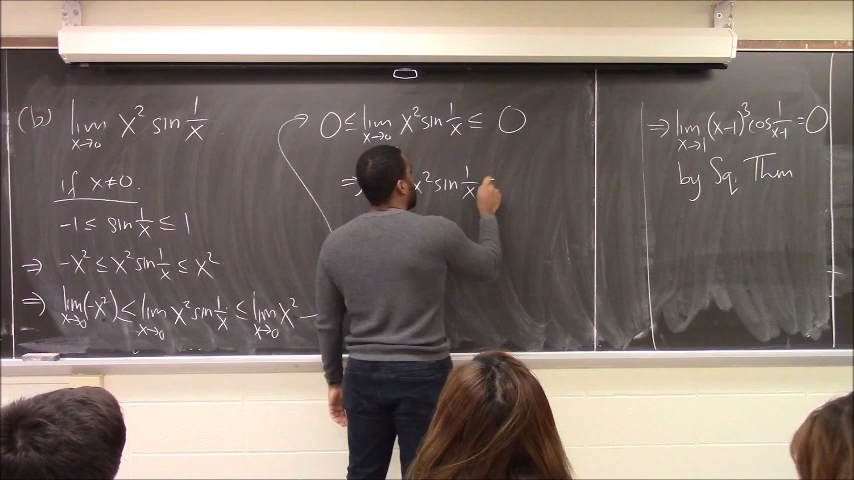 (b) lim x→0 x² sin 1/x
if x≠0.
-1 ≤ sin 1/x ≤ 1
⇒ -x² ≤ x² sin 1/x ≤ x²
⇒ lim x→0 (-x²) ≤ lim x→0 x² sin 1/x ≤ lim x→0 x²
0 ≤ lim x→0 x² sin 1/x ≤ 0
⇒ x² sin 1/x
⇒ lim x→1 (x-1)³ cos 1/x-1 = 0
by Sq. Thm